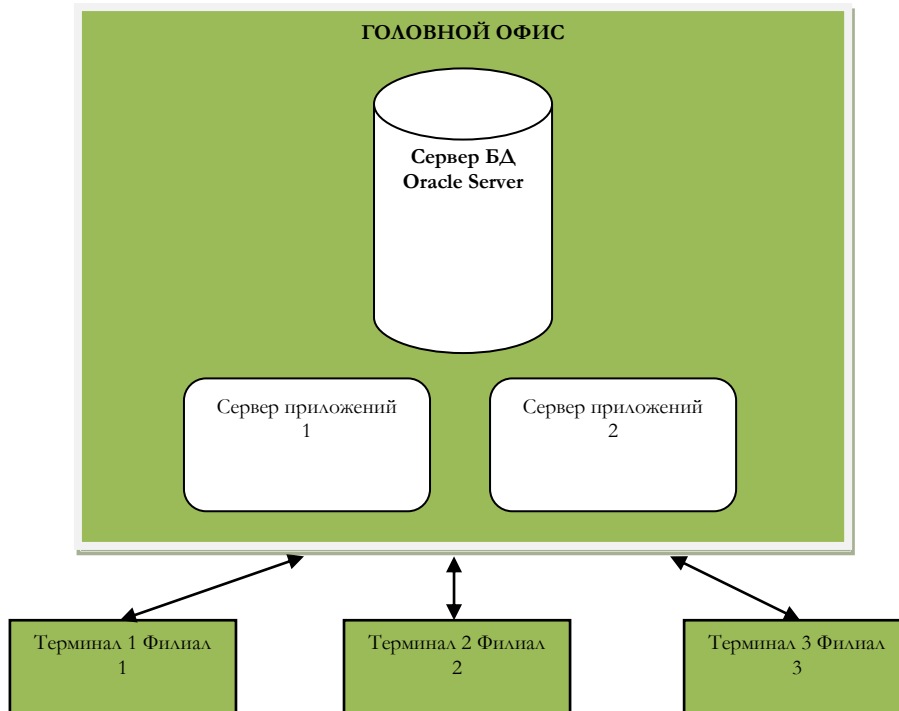 ГОЛОВНОЙ ОФИС
Сервер БД
Oracle Server
Сервер приложений
1
Сервер приложений
2
Терминал 1 Филиал
1
Терминал 2 Филиал
2
Терминал 3 Филиал
3